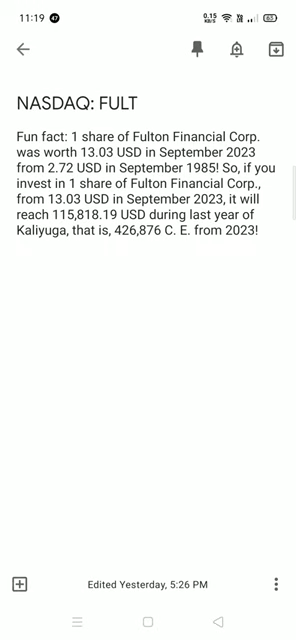 11:19 47 0.15 KB/S 63
NASDAQ: FULT
Fun fact: 1 share of Fulton Financial Corp.
was worth 13.03 USD in September 2023
from 2.72 USD in September 1985! So, if you
invest in 1 share of Fulton Financial Corp.,
from 13.03 USD in September 2023, it will
reach 115,818.19 USD during last year of
Kaliyuga, that is, 426,876 C. E. from 2023!
Edited Yesterday, 5:26 PM